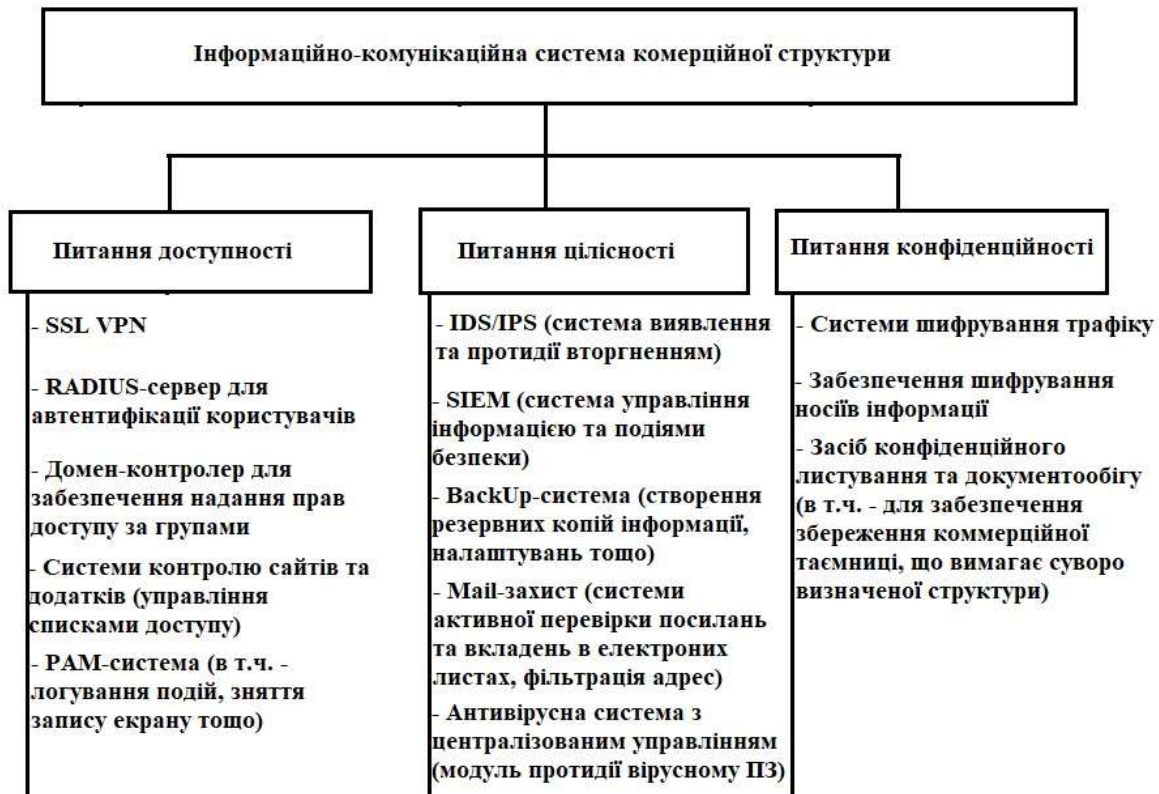 Інформаційно-комунікаційна система комерційної структури
Питання доступності
- SSL VPN
- RADIUS-сервер для
автентифікації користувачів
- Домен-контролер для
забезпечення надання прав
доступу за групами
- Системи контролю сайтів та
додатків (управління
списками доступу)
- PAM-система (в т.ч. -
логування подій, зняття
запису екрану тощо)
Питання цілісності
- IDS/IPS (система виявлення
та протидії вторгненням)
- SIEM (система управління
інформацією та подіями
безпеки)
- BackUp-система (створення
резервних копій інформації,
налаштувань тощо)
- Mail-захист (системи
активної перевірки посилань
та вкладень в електроних
листах, фільтрація адрес)
- Антивірусна система з
централізованим управлінням
(модуль протидії вірусному ПЗ)
Питання конфіденційності
- Системи шифрування трафіку
- Забезпечення шифрування
носіїв інформації
- Засіб конфіденційного
листування та документообігу
(в т.ч. - для забезпечення
збереження коммерційної
таємниці, що вимагає суворо
визначеної структури)